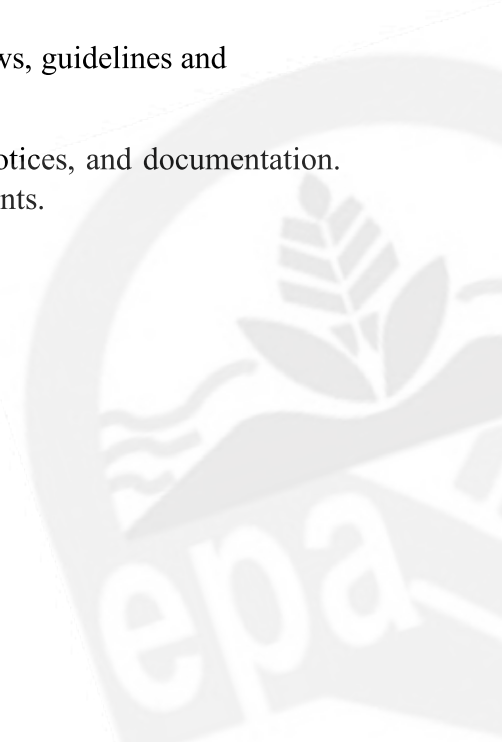 ws, guidelines and
otices, and documentation.
nts.
epa